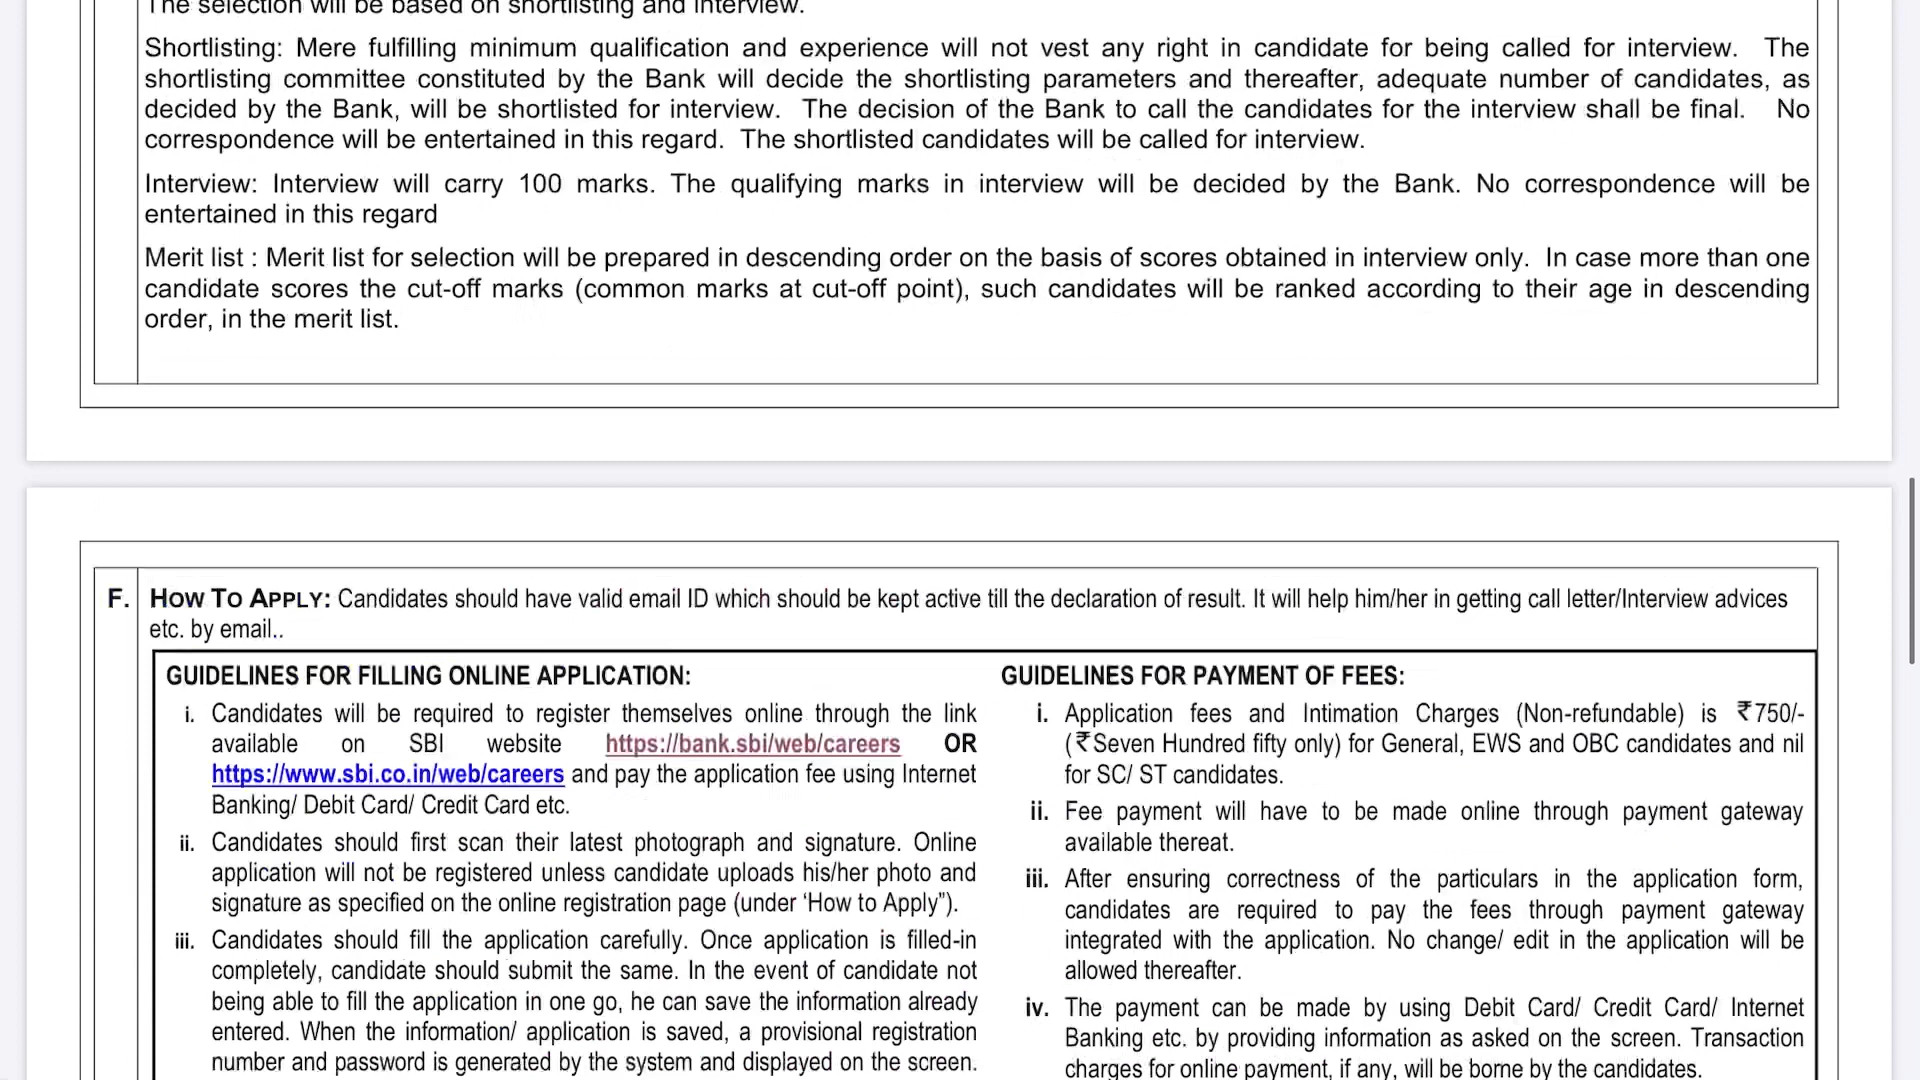 The selection will be based on shortlisting and interview.
Shortlisting: Mere fulfilling minimum qualification and experience will not vest any right in candidate for being called for interview. The
shortlisting committee constituted by the Bank will decide the shortlisting parameters and thereafter, adequate number of candidates, as
decided by the Bank, will be shortlisted for interview. The decision of the Bank to call the candidates for the interview shall be final. No
correspondence will be entertained in this regard. The shortlisted candidates will be called for interview.
Interview: Interview will carry 100 marks. The qualifying marks in interview will be decided by the Bank. No correspondence will be
entertained in this regard
Merit list : Merit list for selection will be prepared in descending order on the basis of scores obtained in interview only. In case more than one
candidate scores the cut-off marks (common marks at cut-off point), such candidates will be ranked according to their age in descending
order, in the merit list.
F. HOW TO APPLY: Candidates should have valid email ID which should be kept active till the declaration of result. It will help him/her in getting call letter/Interview advices
etc. by email..
GUIDELINES FOR FILLING ONLINE APPLICATION:
i. Candidates will be required to register themselves online through the link
available on SBI website https://bank.sbi/web/careers OR
https://www.sbi.co.in/web/careers and pay the application fee using Internet
Banking/ Debit Card/ Credit Card etc.
ii. Candidates should first scan their latest photograph and signature. Online
application will not be registered unless candidate uploads his/her photo and
signature as specified on the online registration page (under ‘How to Apply”).
iii. Candidates should fill the application carefully. Once application is filled-in
completely, candidate should submit the same. In the event of candidate not
being able to fill the application in one go, he can save the information already
entered. When the information/ application is saved, a provisional registration
number and password is generated by the system and displayed on the screen.
GUIDELINES FOR PAYMENT OF FEES:
i. Application fees and Intimation Charges (Non-refundable) is ₹750/-
(₹Seven Hundred fifty only) for General, EWS and OBC candidates and nil
for SC/ ST candidates.
ii. Fee payment will have to be made online through payment gateway
available thereat.
iii. After ensuring correctness of the particulars in the application form,
candidates are required to pay the fees through payment gateway
integrated with the application. No change/ edit in the application will be
allowed thereafter.
iv. The payment can be made by using Debit Card/ Credit Card/ Internet
Banking etc. by providing information as asked on the screen. Transaction
charges for online payment, if any, will be borne by the candidates.